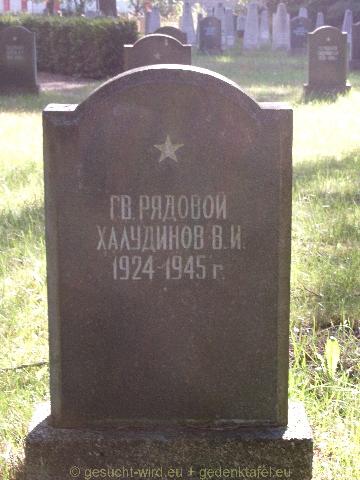 ГВ. РЯДОВОЙ
ХАЛУДИНОВ В. И.
1924-1945 г.
© gesucht-wird.eu + gedenktafel.eu